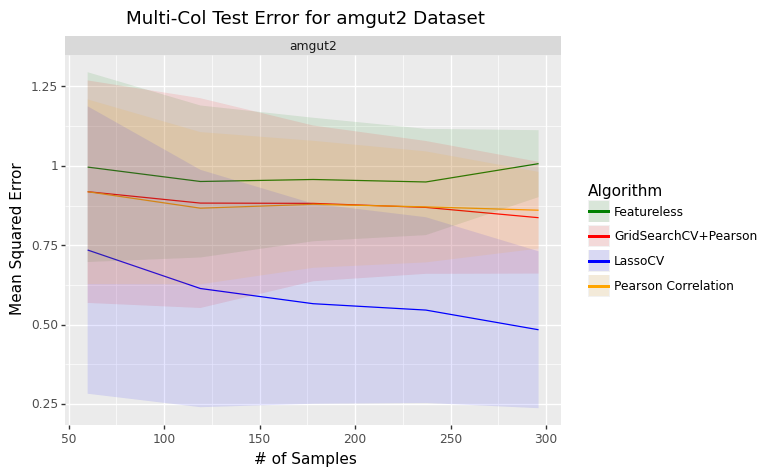 Multi-Col Test Error for amgut2 Dataset
amgut2
Mean Squared Error
1.25
1
0.75
0.50
0.25
50
100
150
200
250
300
# of Samples
Algorithm
Featureless
GridSearchCV+Pearson
LassoCV
Pearson Correlation